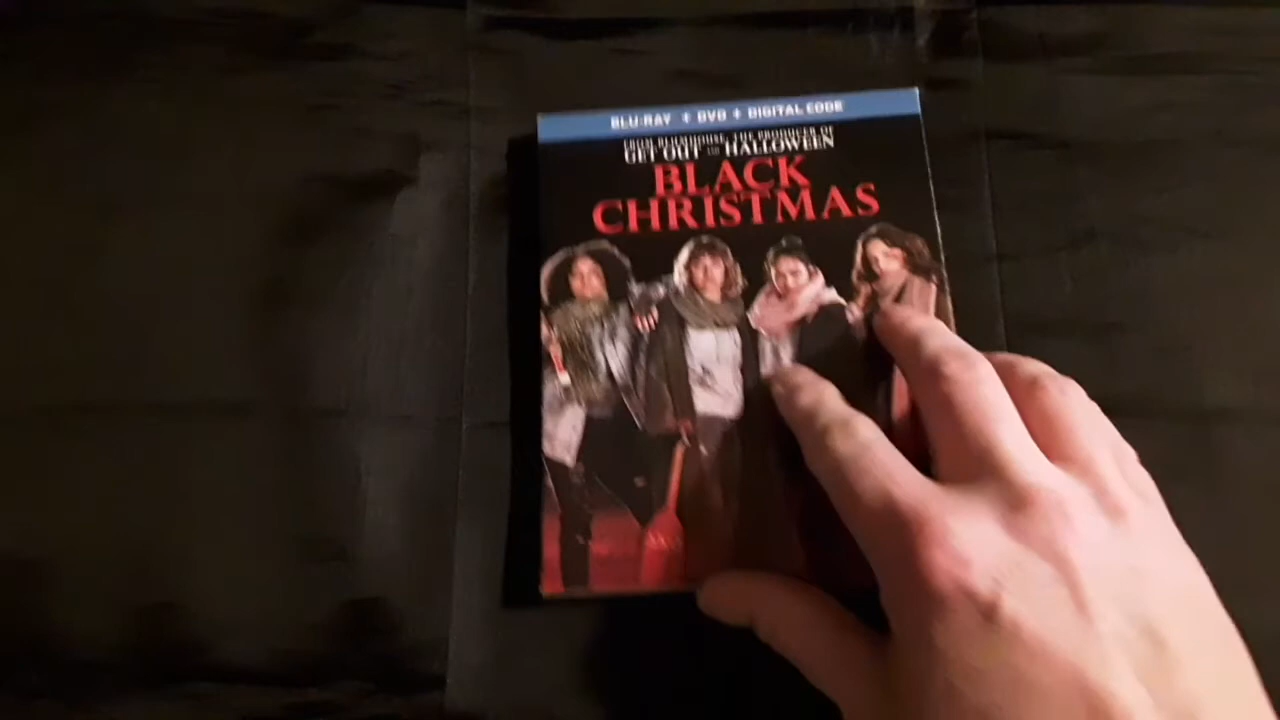 BLU-RAY + DVD + DIGITAL CODE
FROM BLUMHOUSE, THE PRODUCER OF
GET OUT AND HALLOWEEN
BLACK
CHRISTMAS